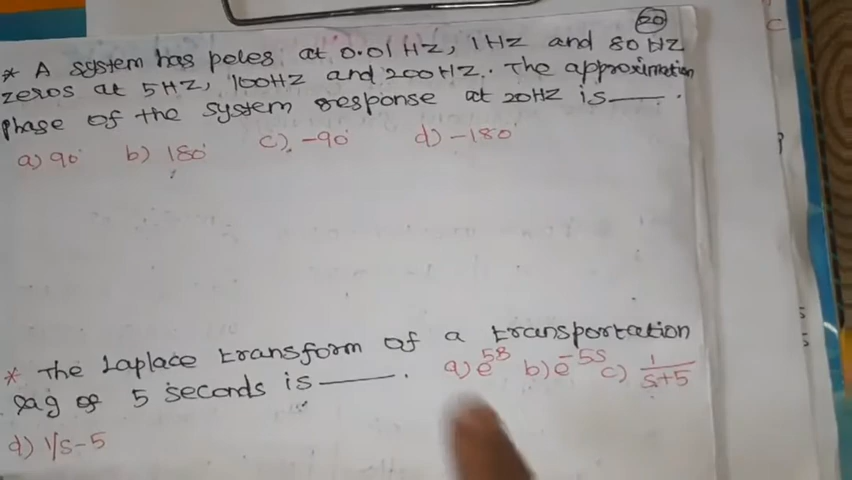 20
* A system has poles at 0.01 Hz, 1Hz and 80 Hz
zeros at 5Hz, 100Hz and 200Hz. The approximation
phase of the system response at 20Hz is —— .
a) 90° b) 180° c) -90° d) -180°
* The Laplace transform of a transportation
lag of 5 seconds is —— . a) e^5s b) e^-5s c) 1/(s+5)
d) 1/s-5